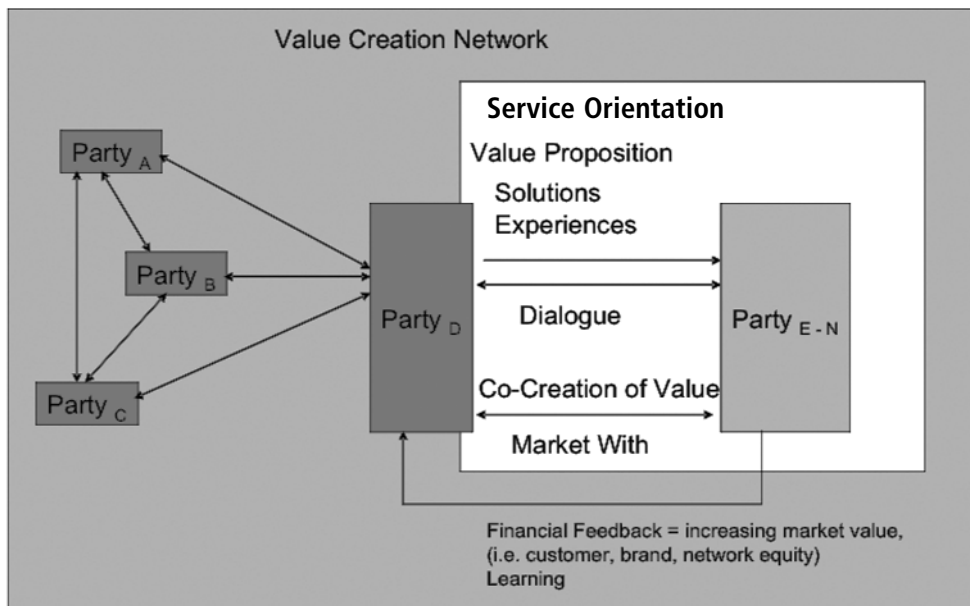 Value Creation Network
Service Orientation
Value Proposition
Solutions
Experiences
Party A
Party B
Party C
Party D
Dialogue
Party E - N
Co-Creation of Value
Market With
Financial Feedback = increasing market value,
(i.e. customer, brand, network equity)
Learning